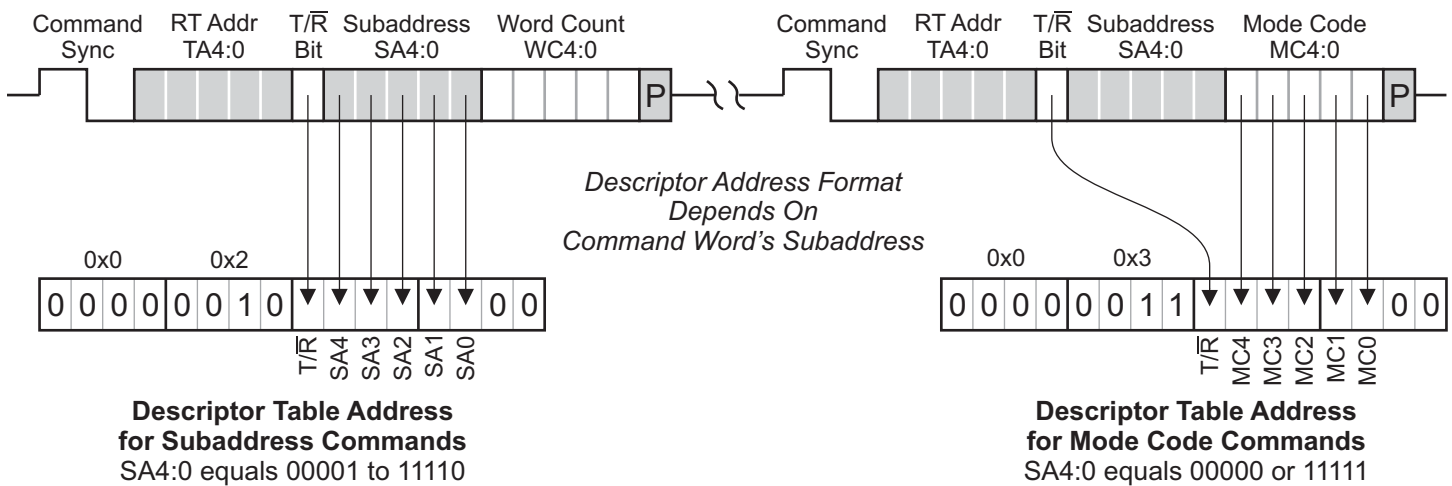 Command Sync
RT Addr TA4:0
T/R̅ Bit
Subaddress SA4:0
Word Count WC4:0
P
Command Sync
RT Addr TA4:0
T/R̅ Bit
Subaddress SA4:0
Mode Code MC4:0
P
Descriptor Address Format
Depends On
Command Word's Subaddress
0x0 0x2
0 0 0 0 0 0 1 0 0 0
T/R̅ SA4 SA3 SA2 SA1 SA0
Descriptor Table Address
for Subaddress Commands
SA4:0 equals 00001 to 11110
0x0 0x3
0 0 0 0 0 0 1 1 0 0
T/R̅ MC4 MC3 MC2 MC1 MC0
Descriptor Table Address
for Mode Code Commands
SA4:0 equals 00000 or 11111